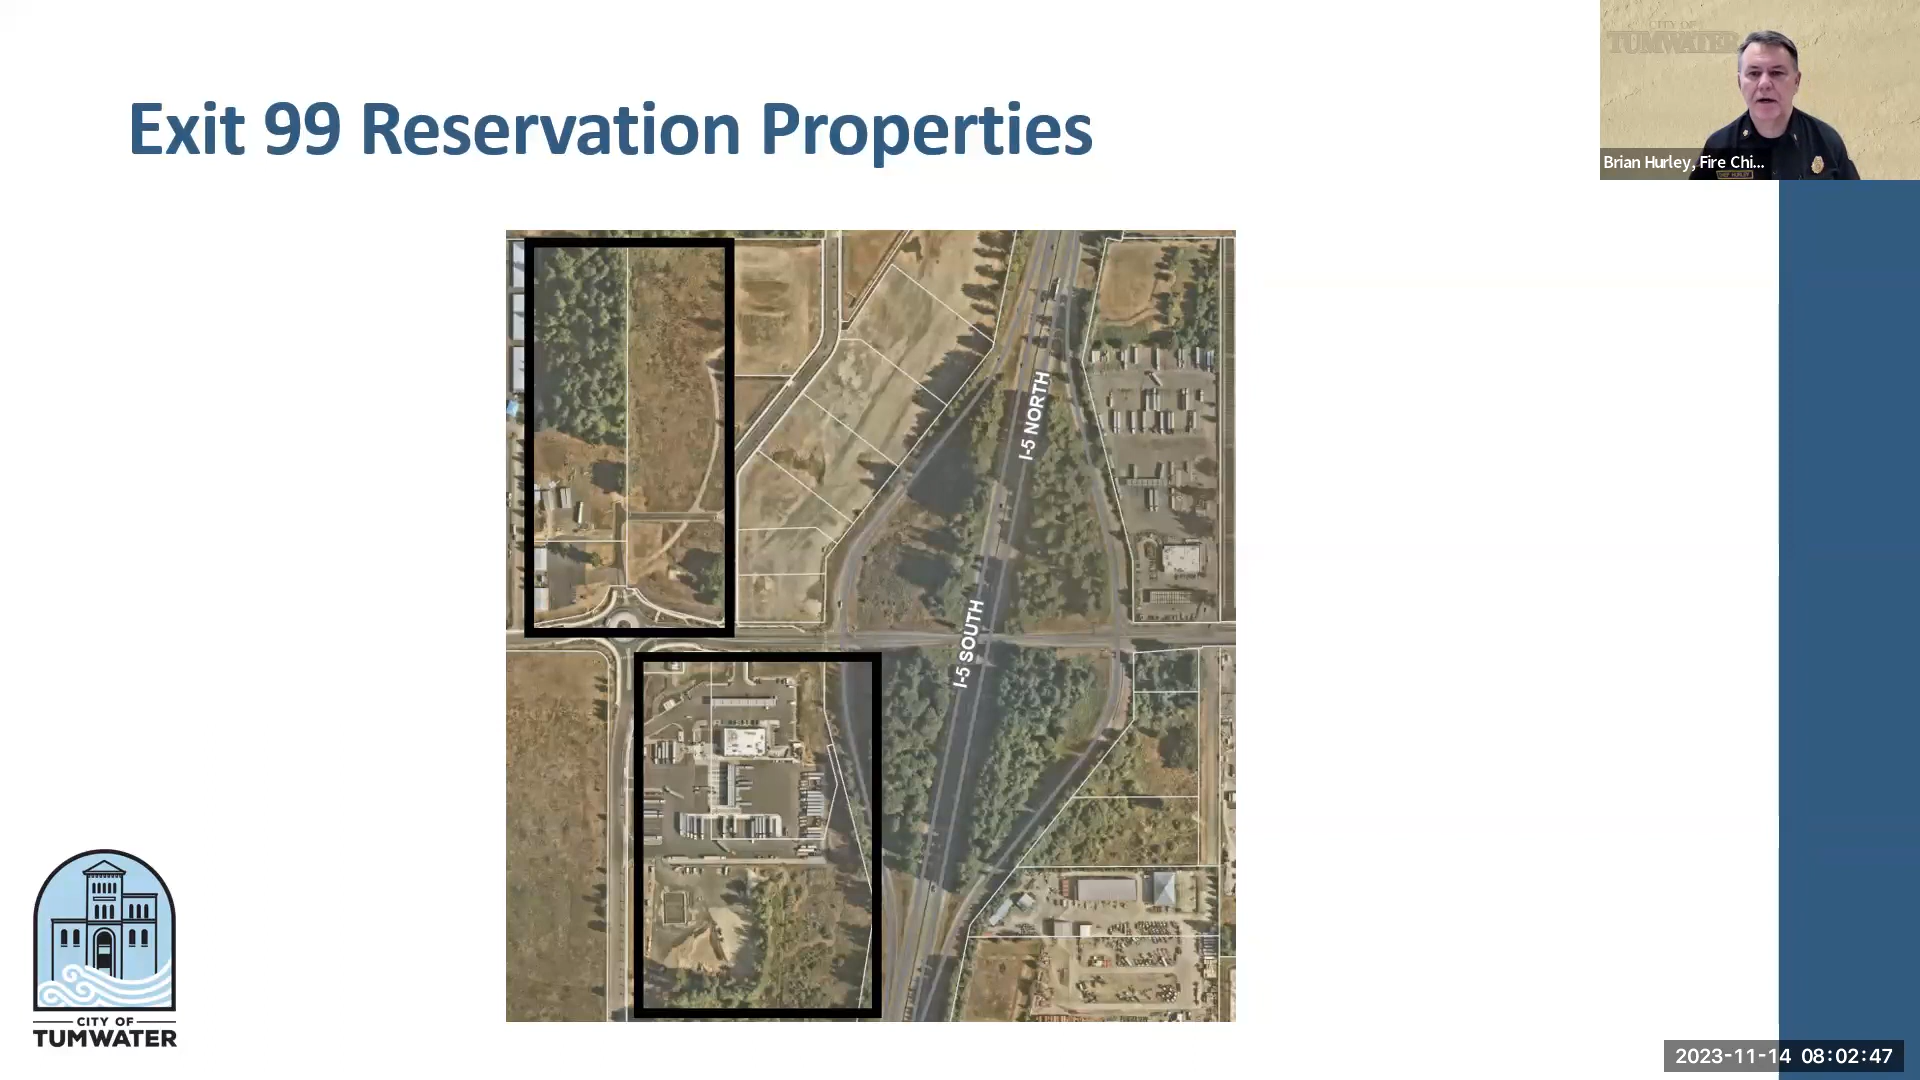 Exit 99 Reservation Properties
CITY OF
TUMWATER
Brian Hurley, Fire Chi...
I-5 NORTH
I-5 SOUTH
CITY OF
TUMWATER
2023-11-14 08:02:47